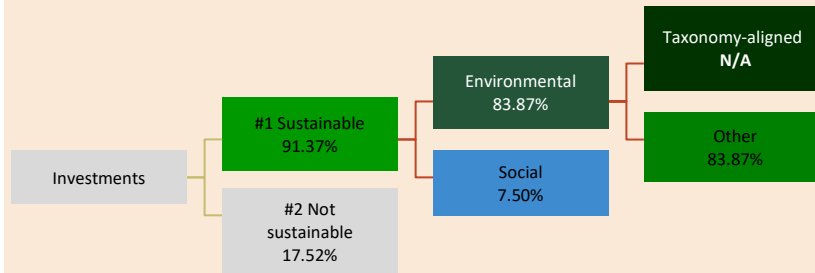 Investments
#1 Sustainable
91.37%
#2 Not
sustainable
17.52%
Environmental
83.87%
Social
7.50%
Taxonomy-aligned
N/A
Other
83.87%